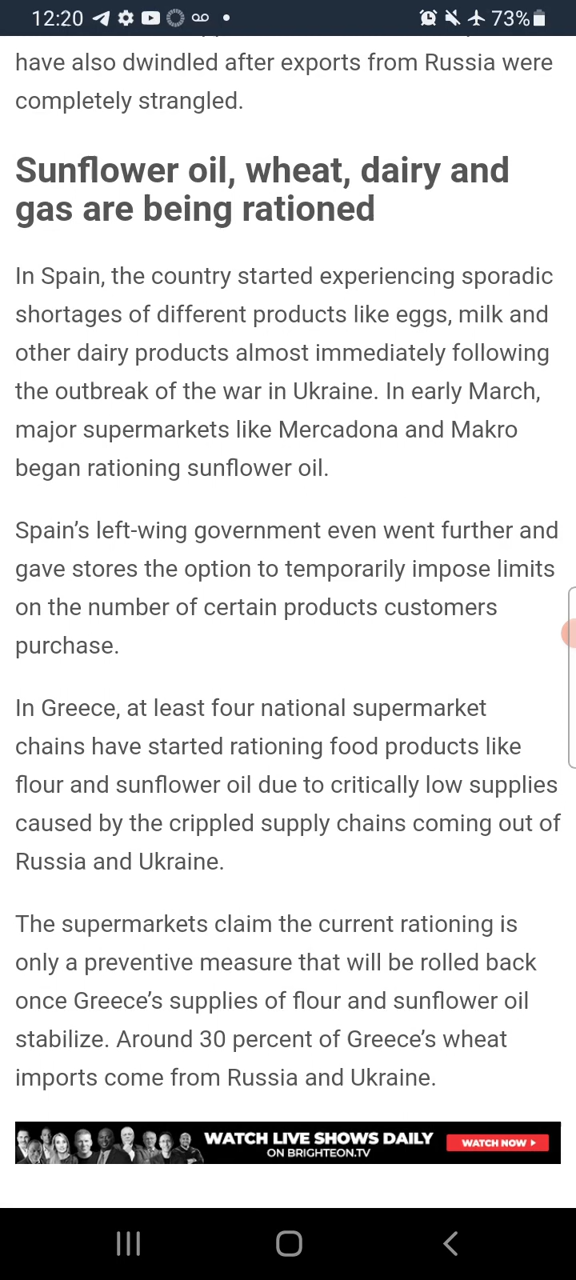 12:20
73%
have also dwindled after exports from Russia were
completely strangled.
Sunflower oil, wheat, dairy and
gas are being rationed
In Spain, the country started experiencing sporadic
shortages of different products like eggs, milk and
other dairy products almost immediately following
the outbreak of the war in Ukraine. In early March,
major supermarkets like Mercadona and Makro
began rationing sunflower oil.
Spain’s left-wing government even went further and
gave stores the option to temporarily impose limits
on the number of certain products customers
purchase.
In Greece, at least four national supermarket
chains have started rationing food products like
flour and sunflower oil due to critically low supplies
caused by the crippled supply chains coming out of
Russia and Ukraine.
The supermarkets claim the current rationing is
only a preventive measure that will be rolled back
once Greece’s supplies of flour and sunflower oil
stabilize. Around 30 percent of Greece’s wheat
imports come from Russia and Ukraine.
WATCH LIVE SHOWS DAILY
ON BRIGHTEON.TV
WATCH NOW